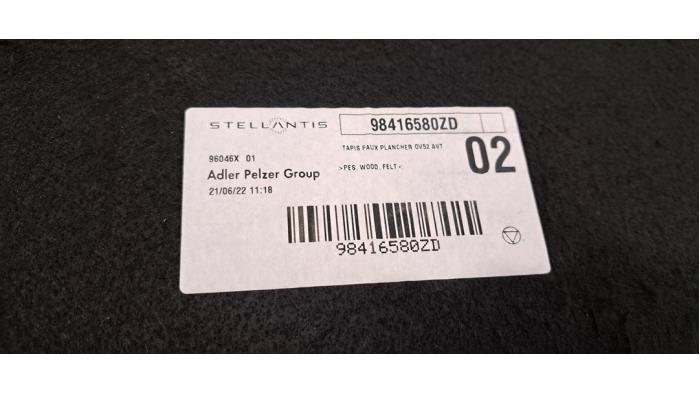 STELLANTIS
98416580ZD
TAPIS FAUX PLANCHER OV52 AVT
02
96046X 01
>PES, WOOD, FELT<
Adler Pelzer Group
21/06/22 11:18
98416580ZD